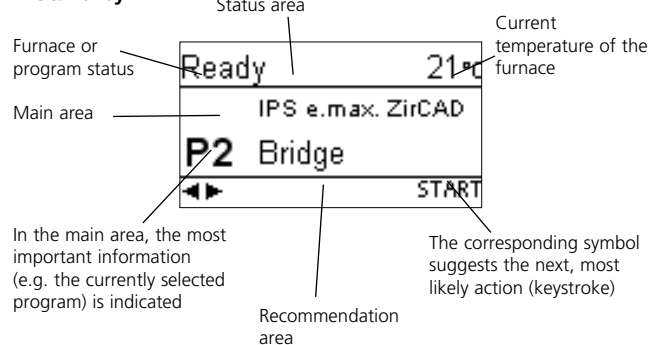 Status area
Current
temperature of the
furnace
Furnace or
program status
Ready 21°C
Main area
IPS e.max. ZirCAD
P2 Bridge
◄► START
In the main area, the most
important information
(e.g. the currently selected
program) is indicated
The corresponding symbol
suggests the next, most
likely action (keystroke)
Recommendation
area